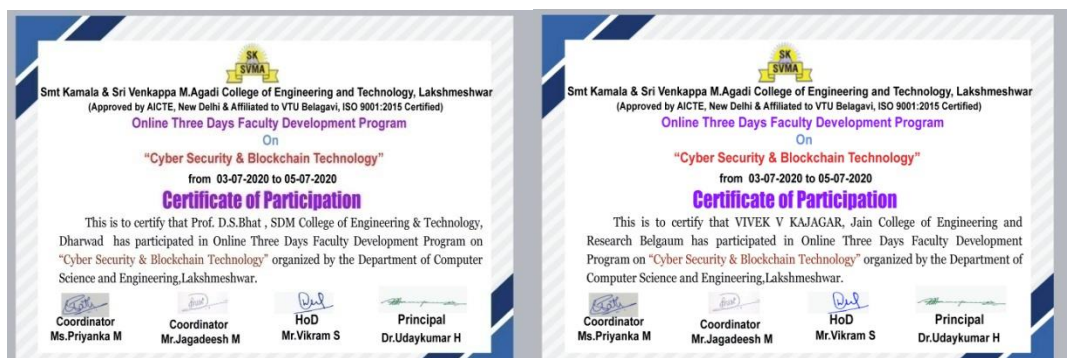 SK
SVMA
Smt Kamala & Sri Venkappa M.Agadi College of Engineering and Technology, Lakshmeshwar
(Approved by AICTE, New Delhi & Affiliated to VTU Belagavi, ISO 9001:2015 Certified)
Online Three Days Faculty Development Program
On
“Cyber Security & Blockchain Technology”
from 03-07-2020 to 05-07-2020
Certificate of Participation
This is to certify that Prof. D.S.Bhat , SDM College of Engineering & Technology,
Dharwad has participated in Online Three Days Faculty Development Program on
“Cyber Security & Blockchain Technology” organized by the Department of Computer
Science and Engineering,Lakshmeshwar.
Coordinator
Ms.Priyanka M
Coordinator
Mr.Jagadeesh M
HoD
Mr.Vikram S
Principal
Dr.Udaykumar H
SK
SVMA
Smt Kamala & Sri Venkappa M.Agadi College of Engineering and Technology, Lakshmeshwar
(Approved by AICTE, New Delhi & Affiliated to VTU Belagavi, ISO 9001:2015 Certified)
Online Three Days Faculty Development Program
On
“Cyber Security & Blockchain Technology”
from 03-07-2020 to 05-07-2020
Certificate of Participation
This is to certify that VIVEK V KAJAGAR, Jain College of Engineering and
Research Belgaum has participated in Online Three Days Faculty Development
Program on “Cyber Security & Blockchain Technology” organized by the Department of
Computer Science and Engineering,Lakshmeshwar.
Coordinator
Ms.Priyanka M
Coordinator
Mr.Jagadeesh M
HoD
Mr.Vikram S
Principal
Dr.Udaykumar H